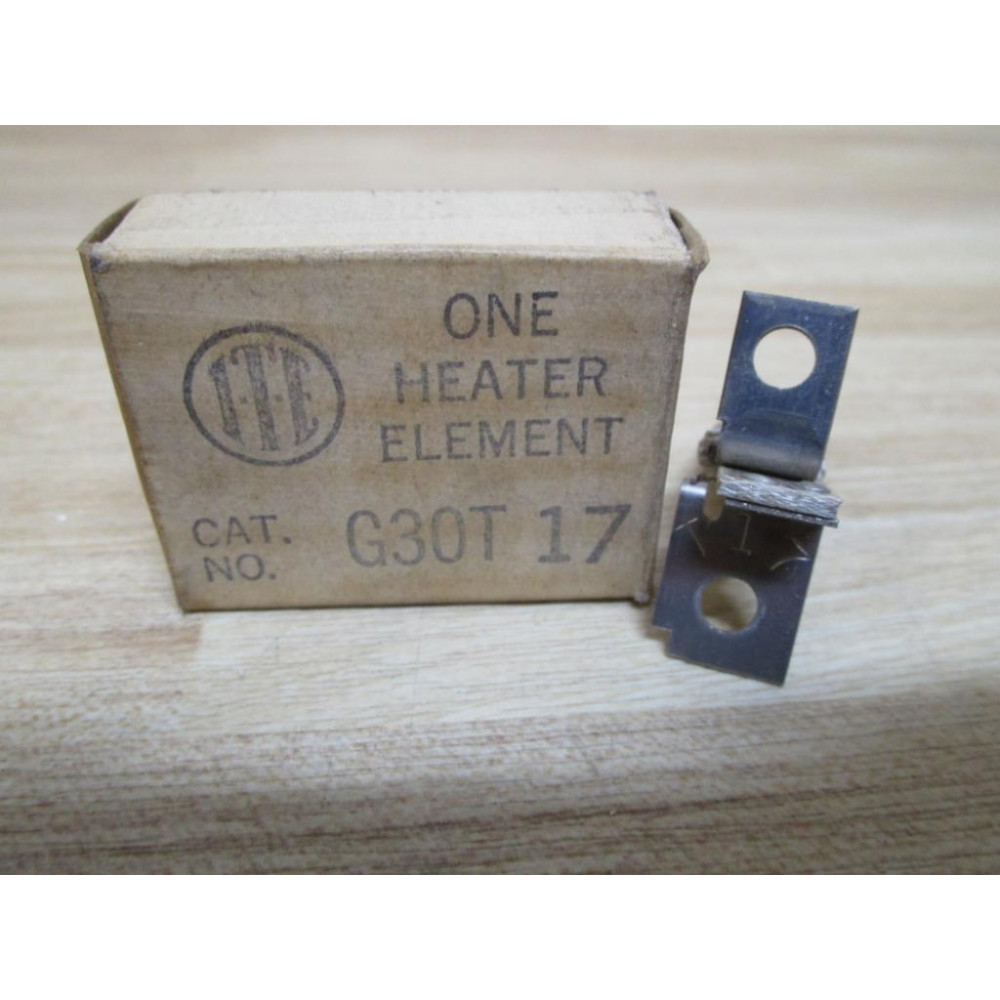 I-T-E
ONE
HEATER
ELEMENT
CAT.
NO. G30T 17